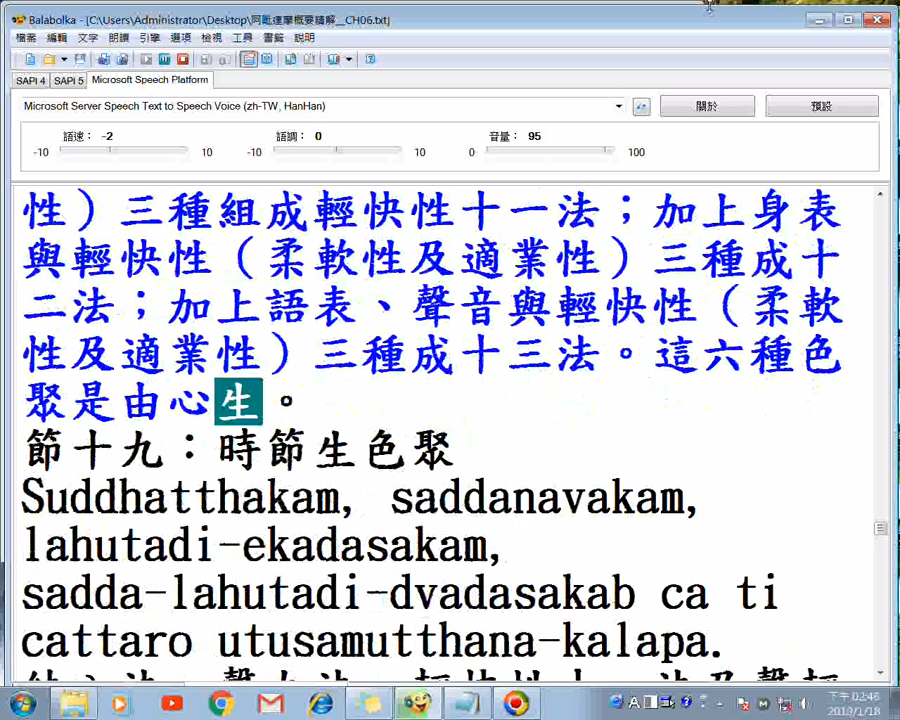 Balabolka - [C:\Users\Administrator\Desktop\阿毗達摩概要精解__CH06.txt]
檔案 編輯 文字 朗讀 引擎 選項 檢視 工具 書籤 說明
SAPI 4 SAPI 5 Microsoft Speech Platform
Microsoft Server Speech Text to Speech Voice (zh-TW, HanHan) 關於 預設
語速： -2 語調： 0 音量： 95
-10 10 -10 10 0 100
性）三種組成輕快性十一法；加上身表
與輕快性（柔軟性及適業性）三種成十
二法；加上語表、聲音與輕快性（柔軟
性及適業性）三種成十三法。這六種色
聚是由心生。
節十九：時節生色聚
Suddhatthakam, saddanavakam,
lahutadi-ekadasakam,
sadda-lahutadi-dvadasakab ca ti
cattaro utusamutthana-kalapa.
下午 02:46
2019/1/18